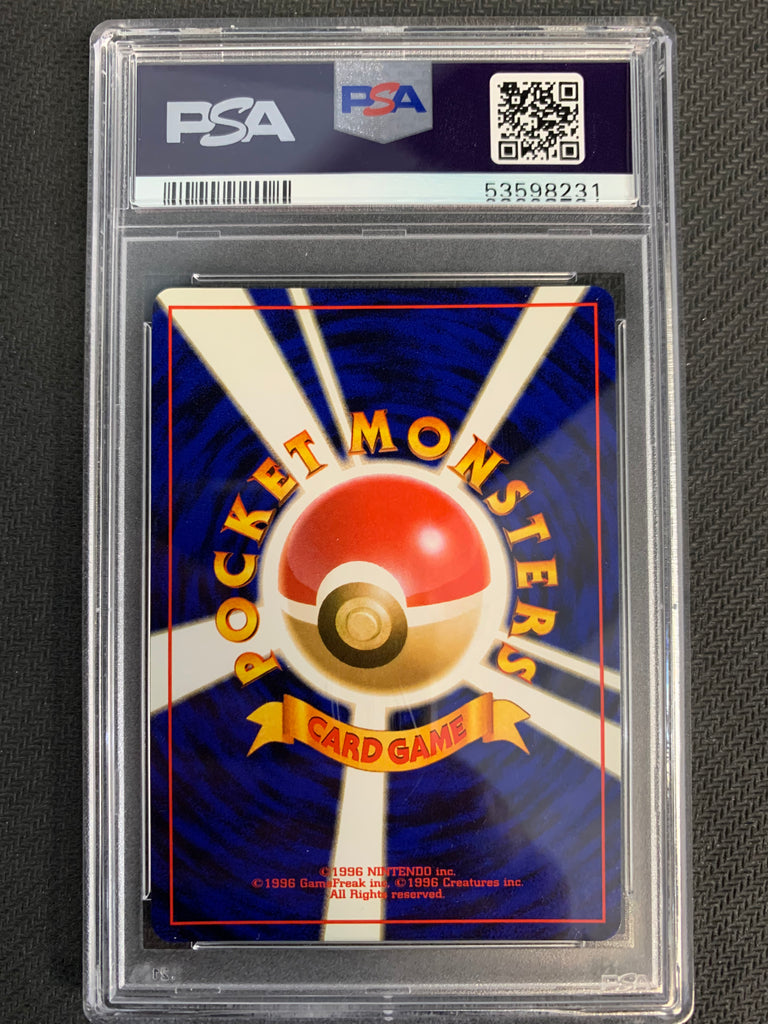 PSA
PSA
53598231
POCKET MONSTERS
CARD GAME
©1996 NINTENDO inc.
©1996 GameFreak inc. ©1996 Creatures inc.
All Rights reserved.
PSA